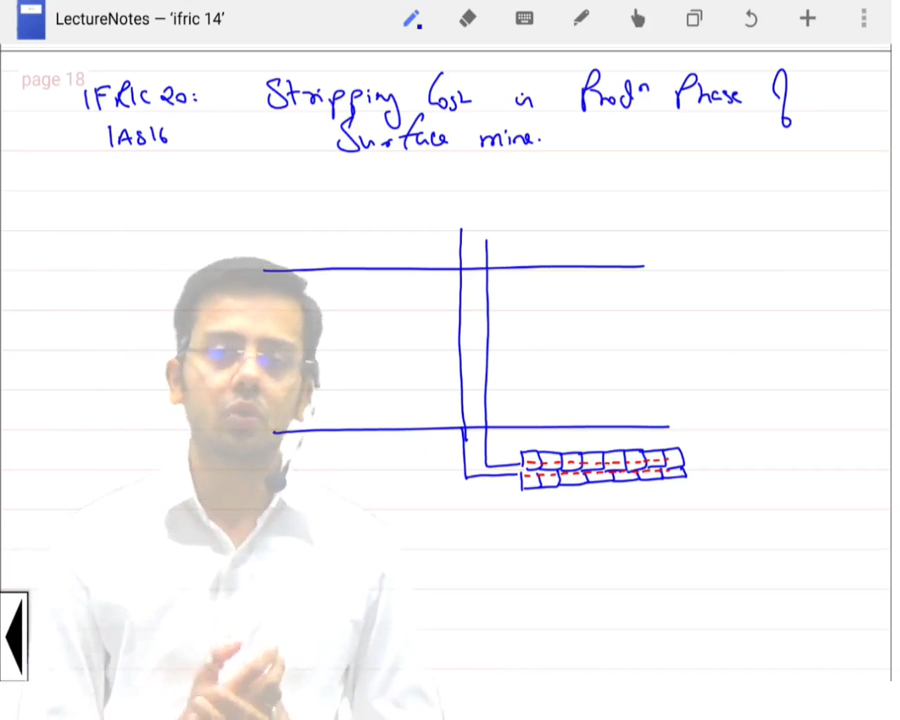 LectureNotes – ‘ifric 14’
page 18
IFRIC 20: Stripping Cost in Prodn Phase of
IAS16 Surface mine.